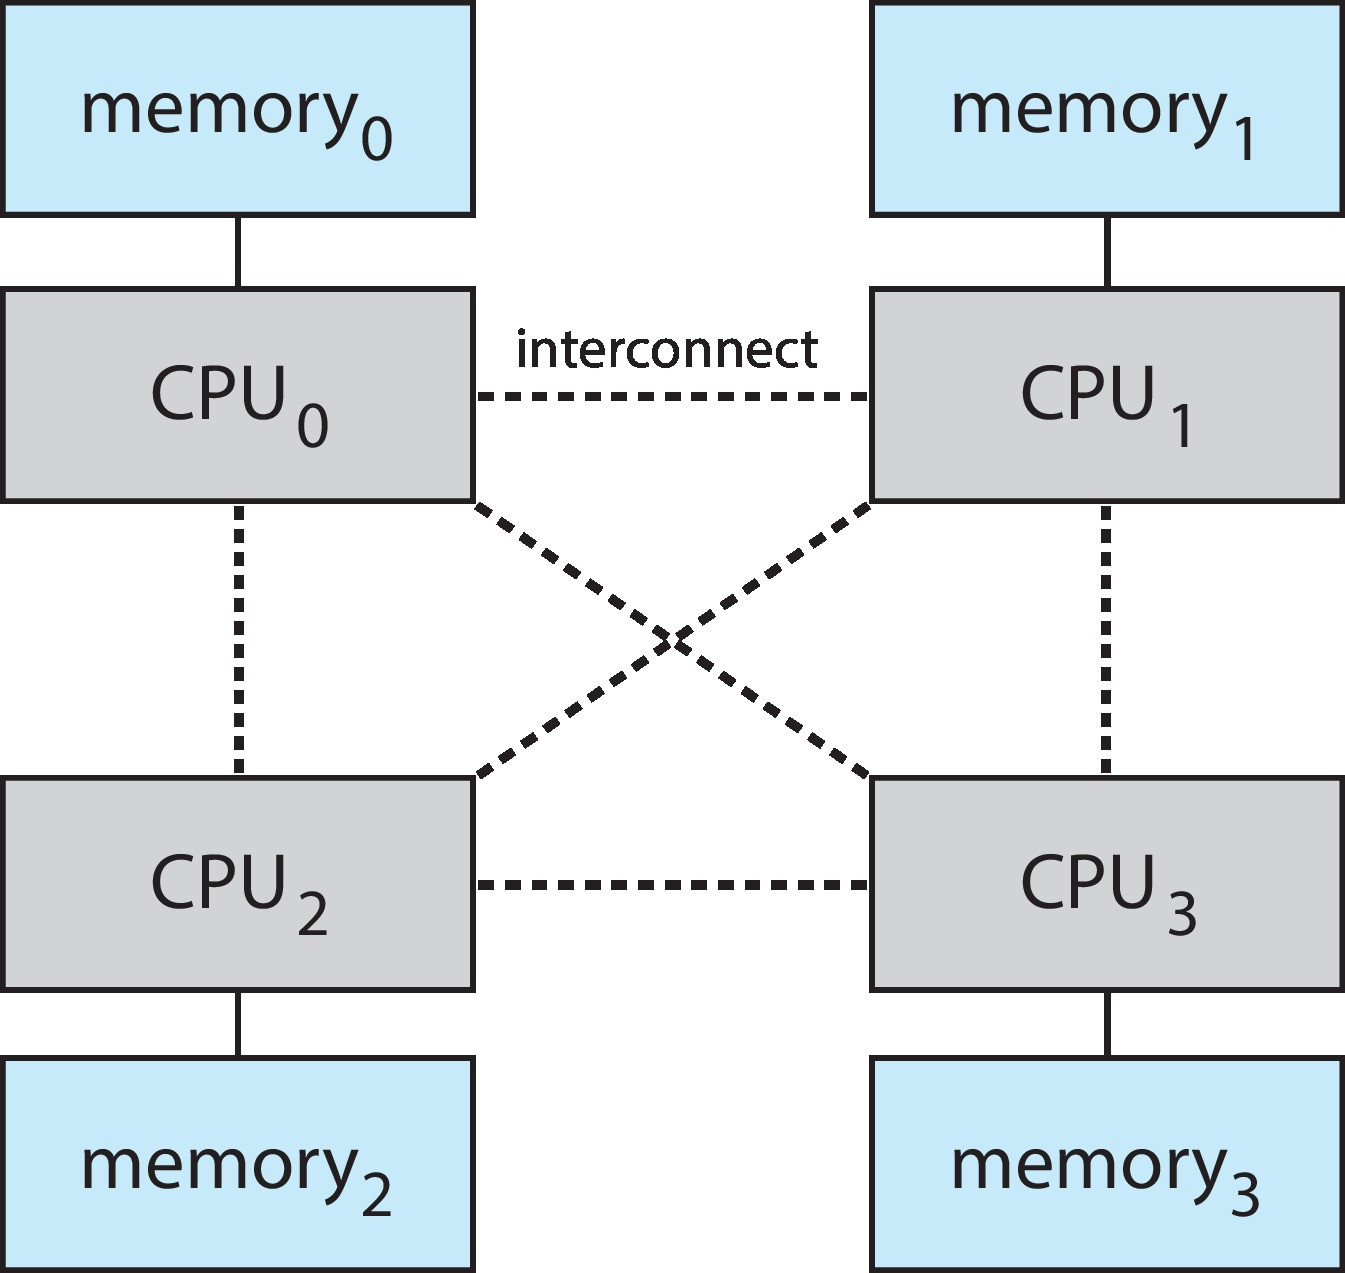 memory0
memory1
interconnect
CPU0
CPU1
CPU2
CPU3
memory2
memory3